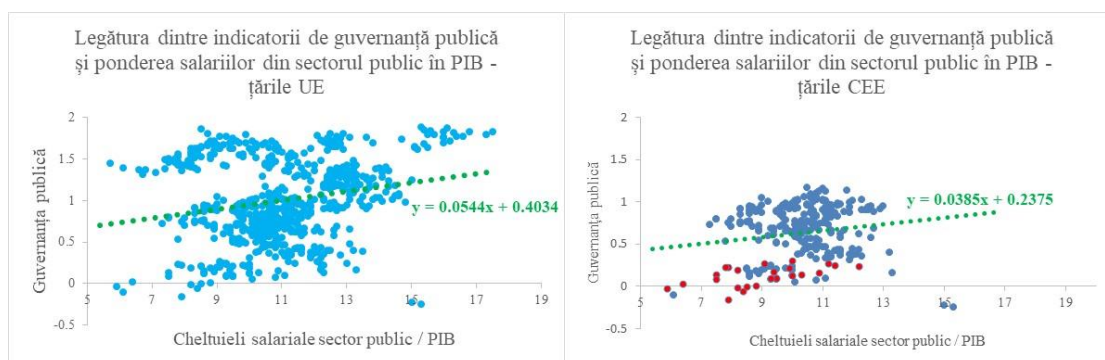 Legătura dintre indicatorii de guvernanță publică
și ponderea salariilor din sectorul public în PIB -
țările UE
2
1.5
1
0.5
0
-0.5
Guvernanța publică
y = 0.0544x + 0.4034
5 7 9 11 13 15 17 19
Cheltuieli salariale sector public / PIB
Legătura dintre indicatorii de guvernanță publică
și ponderea salariilor din sectorul public în PIB -
țările CEE
2
1.5
1
0.5
0
-0.5
Guvernanța publică
y = 0.0385x + 0.2375
5 7 9 11 13 15 17 19
Cheltuieli salariale sector public / PIB